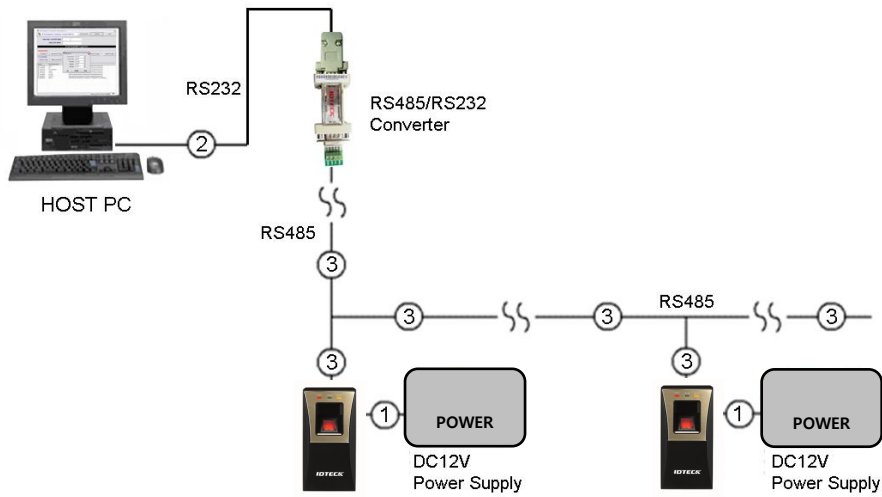 RS232
2
HOST PC
RS485/RS232
Converter
RS485
3
3
3
RS485
3
3
3
IDTECK
1
POWER
DC12V
Power Supply
IDTECK
1
POWER
DC12V
Power Supply